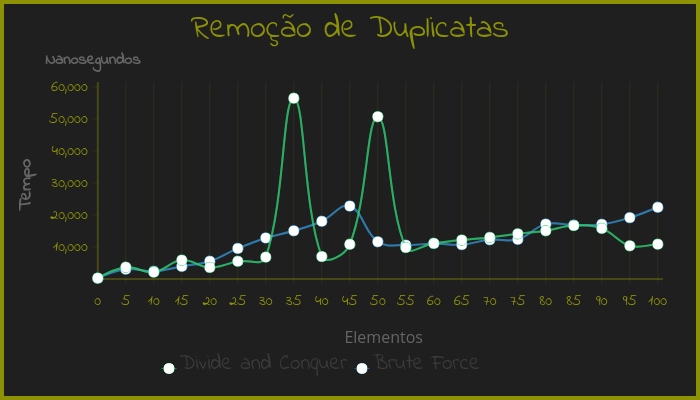 Remoção de Duplicatas
Nanosegundos
60,000
50,000
40,000
30,000
20,000
10,000
Tempo
0 5 10 15 20 25 30 35 40 45 50 55 60 65 70 75 80 85 90 95 100
Elementos
Divide and Conquer Brute Force